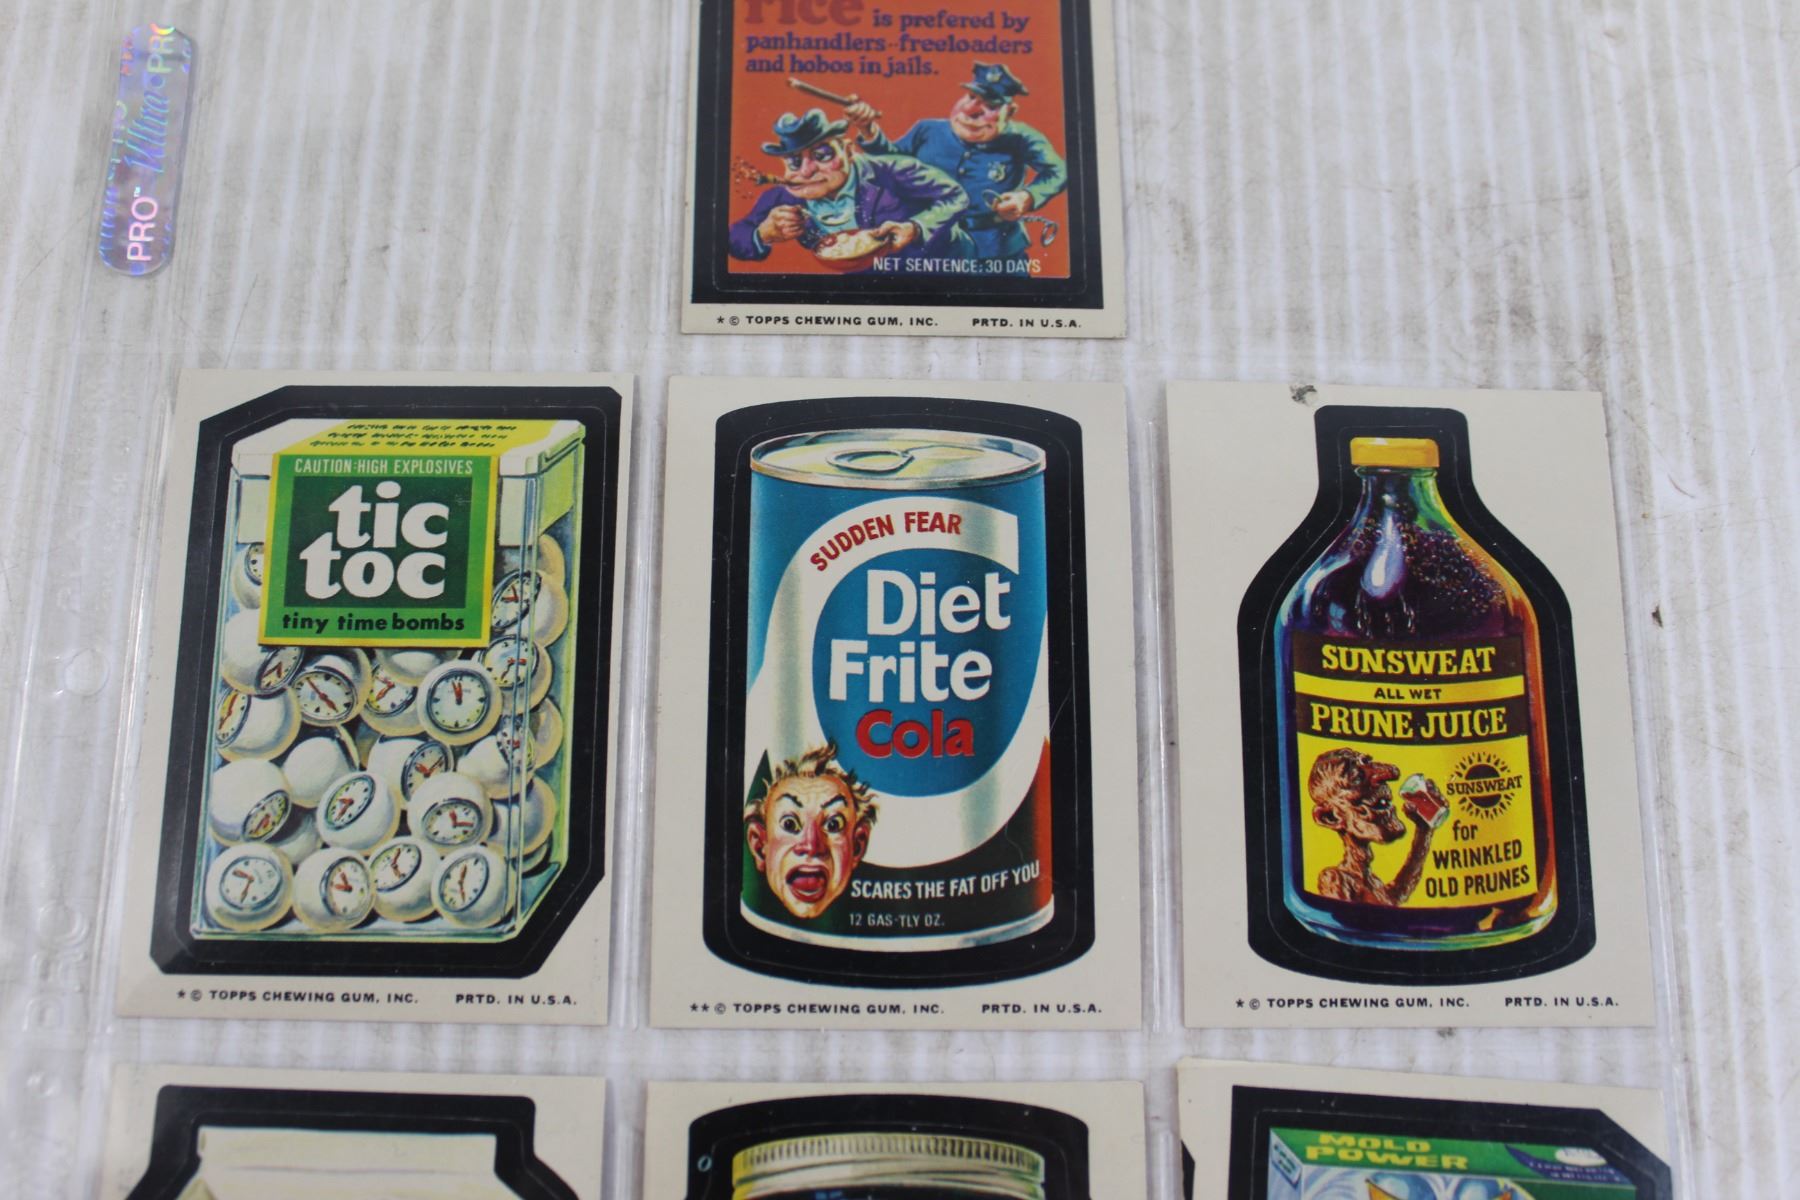 PRO™ Ultra•PRO
rice is prefered by
panhandlers--freeloaders
and hobos in jails.
NET SENTENCE: 30 DAYS
* © TOPPS CHEWING GUM, INC. PRTD. IN U.S.A.
CAUTION:HIGH EXPLOSIVES
tic
toc
tiny time bombs
* © TOPPS CHEWING GUM, INC. PRTD. IN U.S.A.
SUDDEN FEAR
Diet
Frite
Cola
SCARES THE FAT OFF YOU
12 GAS-TLY OZ.
** © TOPPS CHEWING GUM, INC. PRTD. IN U.S.A.
SUNSWEAT
ALL WET
PRUNE JUICE
SUNSWEAT
for
WRINKLED
OLD PRUNES
* © TOPPS CHEWING GUM, INC. PRTD. IN U.S.A.
MOLD
POWER